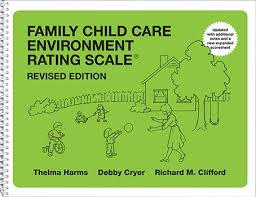 FAMILY CHILD CARE
ENVIRONMENT
RATING SCALE®
REVISED EDITION
Updated
with additional
notes and a new
expanded
scoresheet
Thelma Harms Debby Cryer Richard M. Clifford